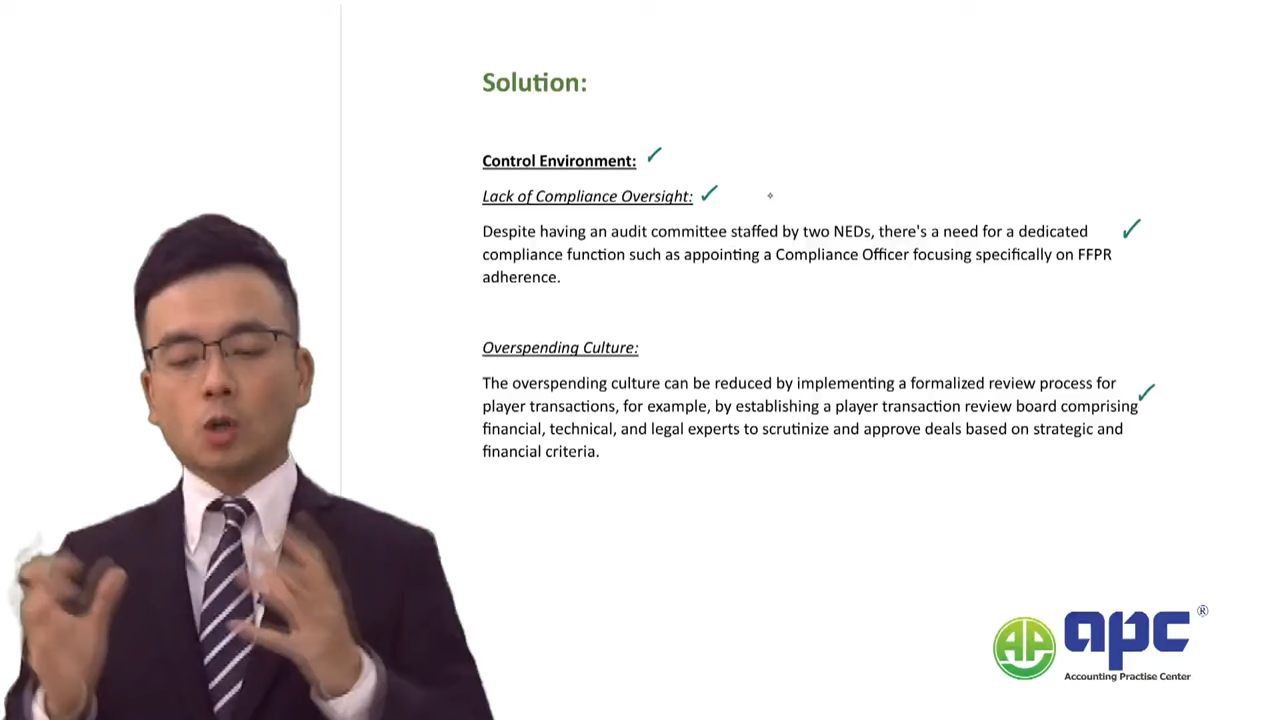 Solution:
Control Environment:
Lack of Compliance Oversight:
Despite having an audit committee staffed by two NEDs, there's a need for a dedicated
compliance function such as appointing a Compliance Officer focusing specifically on FFPR
adherence.
Overspending Culture:
The overspending culture can be reduced by implementing a formalized review process for
player transactions, for example, by establishing a player transaction review board comprising
financial, technical, and legal experts to scrutinize and approve deals based on strategic and
financial criteria.
AP apc ®
Accounting Practise Center